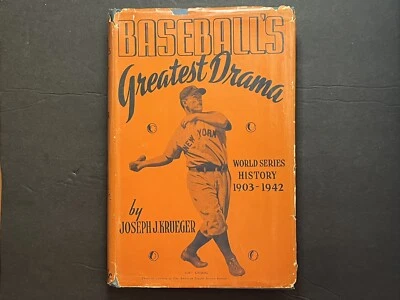 BASEBALL'S
Greatest Drama
NEW YORK
WORLD SERIES
HISTORY
1903-1942
by
JOSEPH J. KRUEGER